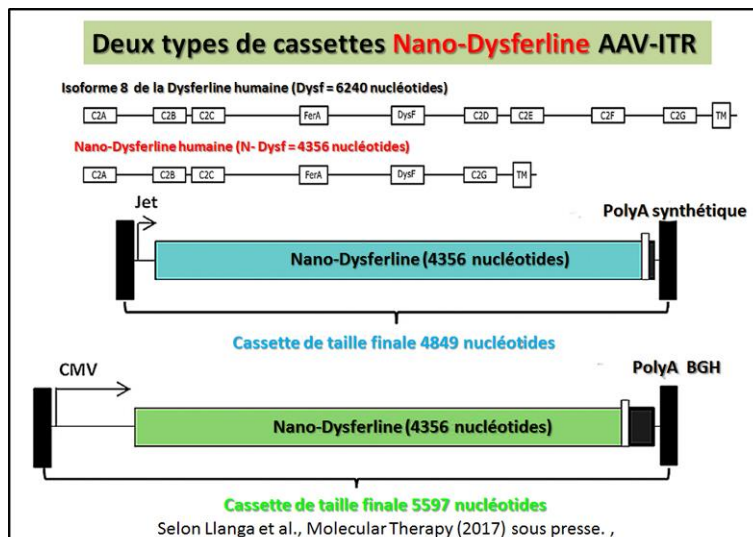 Deux types de cassettes Nano-Dysferline AAV-ITR
Isoforme 8 de la Dysferline humaine (Dysf = 6240 nucléotides)
C2A C2B C2C FerA DysF C2D C2E C2F C2G TM
Nano-Dysferline humaine (N- Dysf = 4356 nucléotides)
C2A C2B C2C FerA DysF C2G TM
Jet PolyA synthétique
Nano-Dysferline (4356 nucléotides)
Cassette de taille finale 4849 nucléotides
CMV PolyA BGH
Nano-Dysferline (4356 nucléotides)
Cassette de taille finale 5597 nucléotides
Selon Llanga et al., Molecular Therapy (2017) sous presse. ,